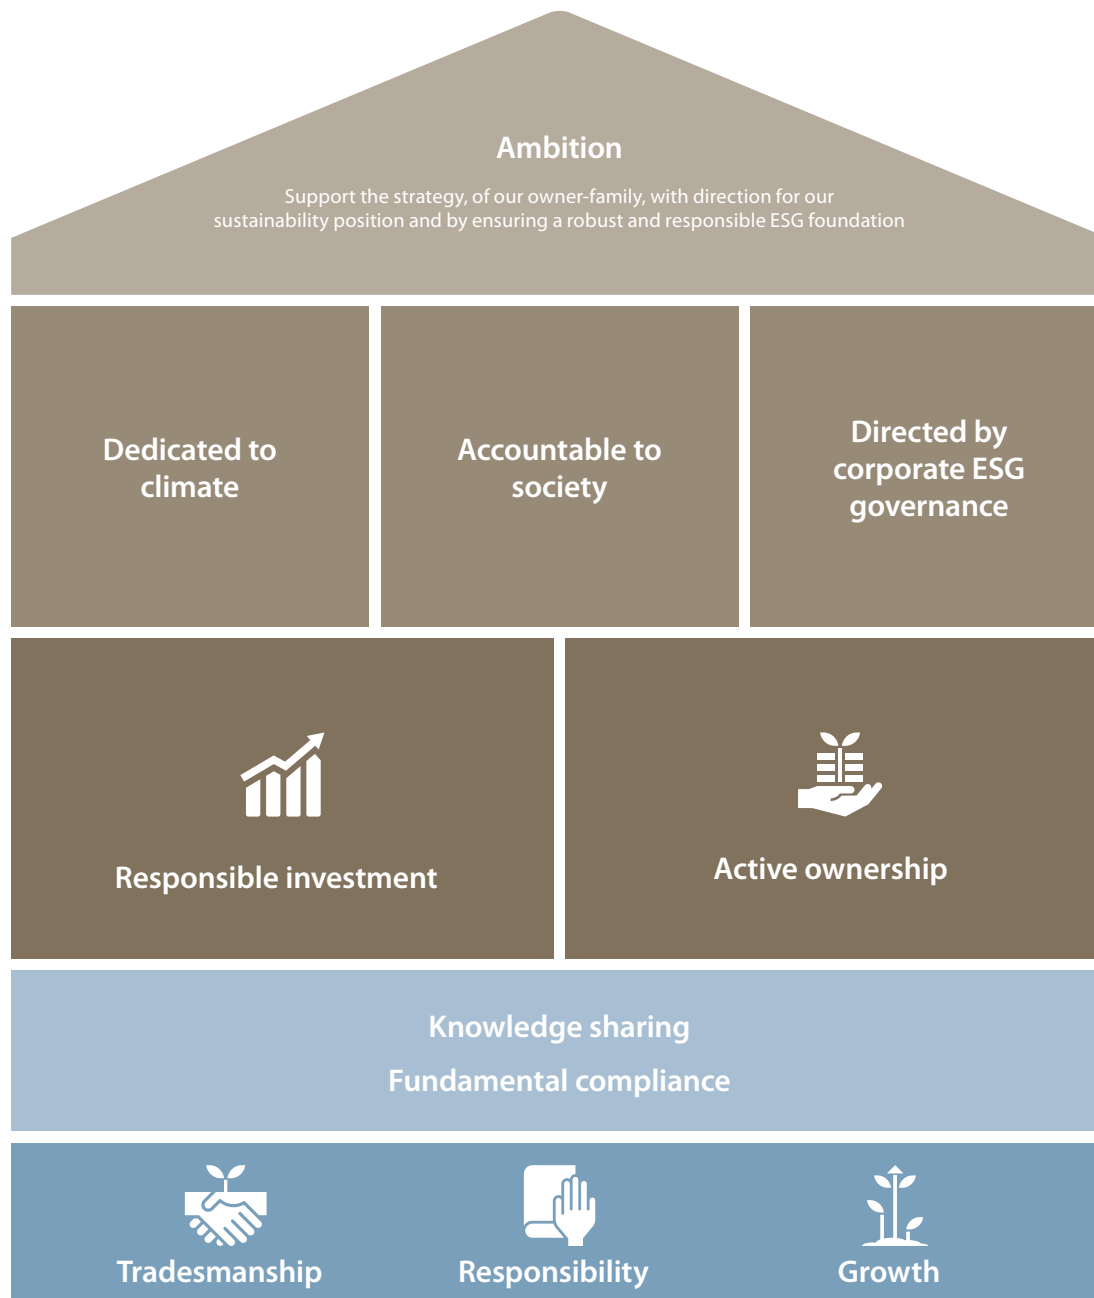 Ambition
Support the strategy, of our owner-family, with direction for our
sustainability position and by ensuring a robust and responsible ESG foundation
Dedicated to
climate
Accountable to
society
Directed by
corporate ESG
governance
Responsible investment
Active ownership
Knowledge sharing
Fundamental compliance
Tradesmanship
Responsibility
Growth